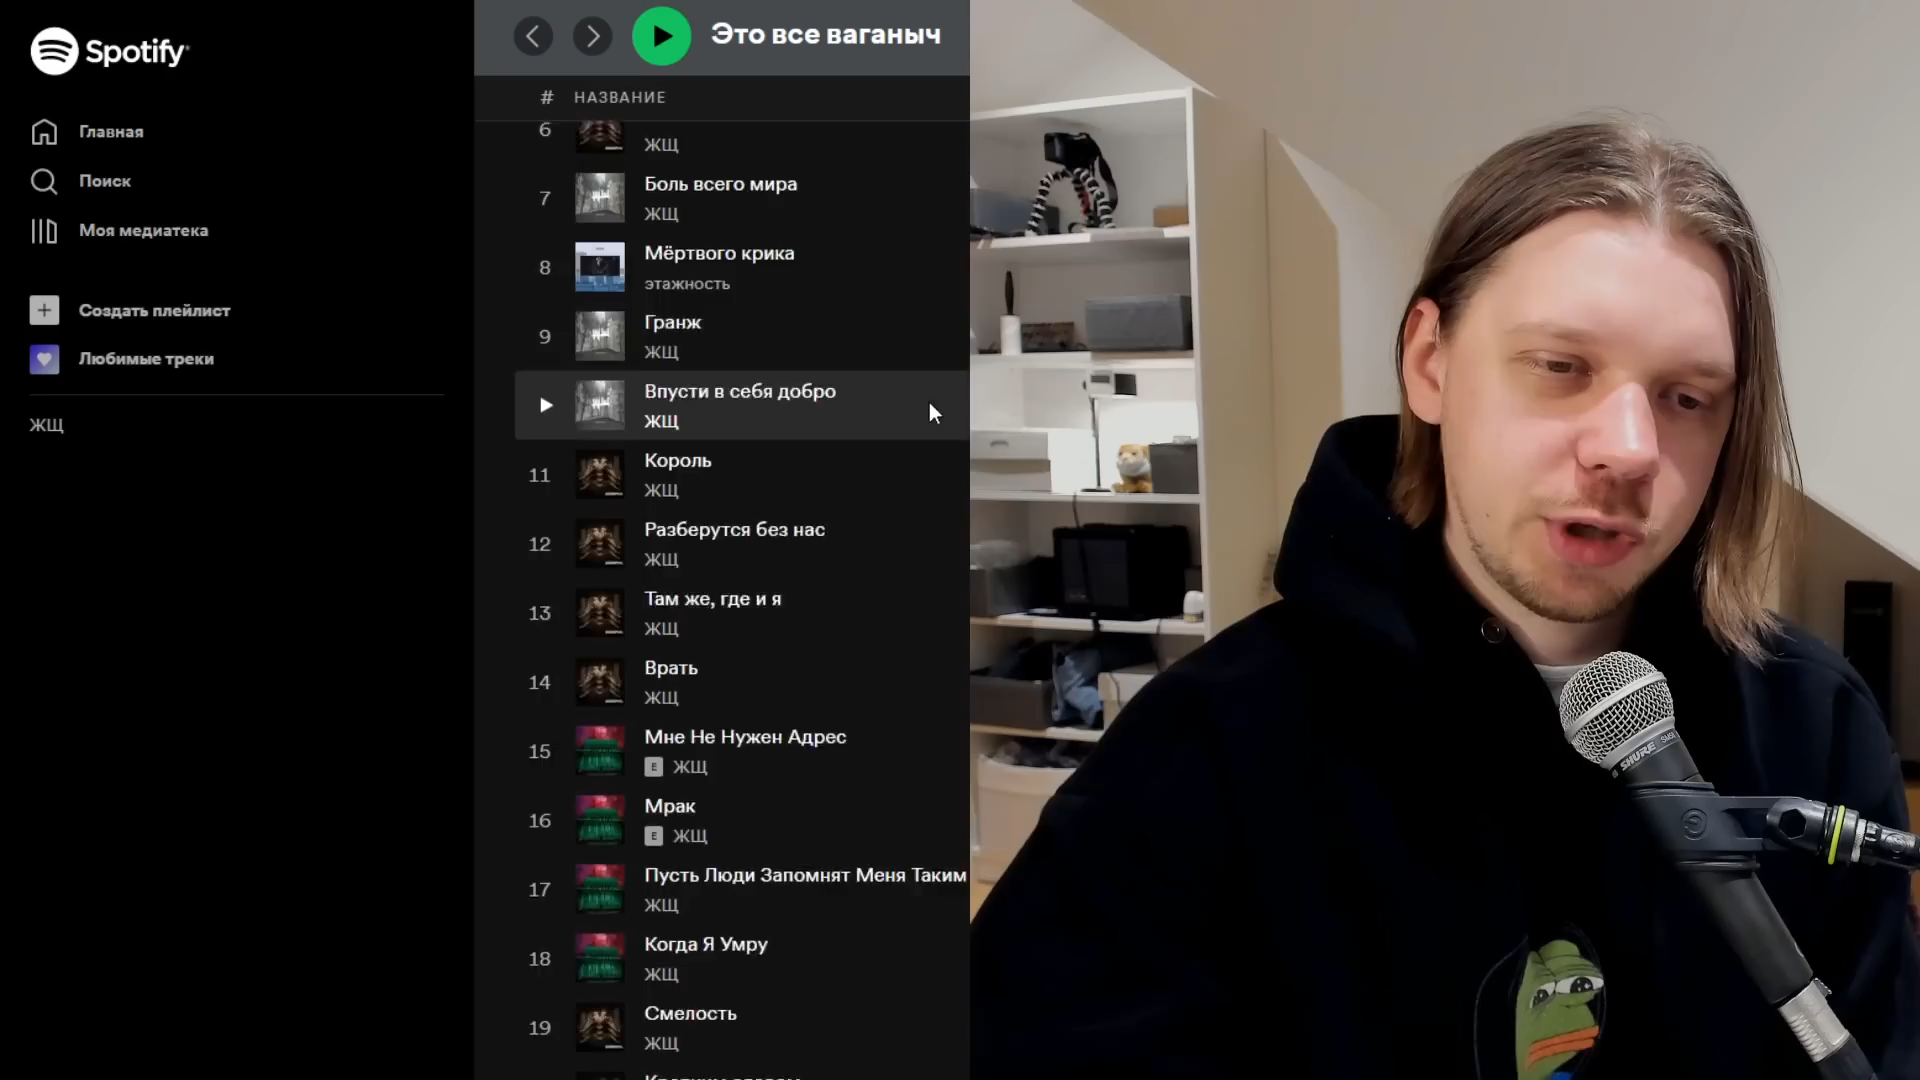 Spotify
Главная
Поиск
Моя медиатека
Создать плейлист
Любимые треки
ЖЩ
Это все ваганыч
# НАЗВАНИЕ
6
ЖЩ
7
Боль всего мира
ЖЩ
8
Мёртвого крика
этажность
9
Гранж
ЖЩ
Впусти в себя добро
ЖЩ
11
Король
ЖЩ
12
Разберутся без нас
ЖЩ
13
Там же, где и я
ЖЩ
14
Врать
ЖЩ
15
Мне Не Нужен Адрес
E ЖЩ
16
Мрак
E ЖЩ
17
Пусть Люди Запомнят Меня Таким
ЖЩ
18
Когда Я Умру
ЖЩ
19
Смелость
ЖЩ
SHURE